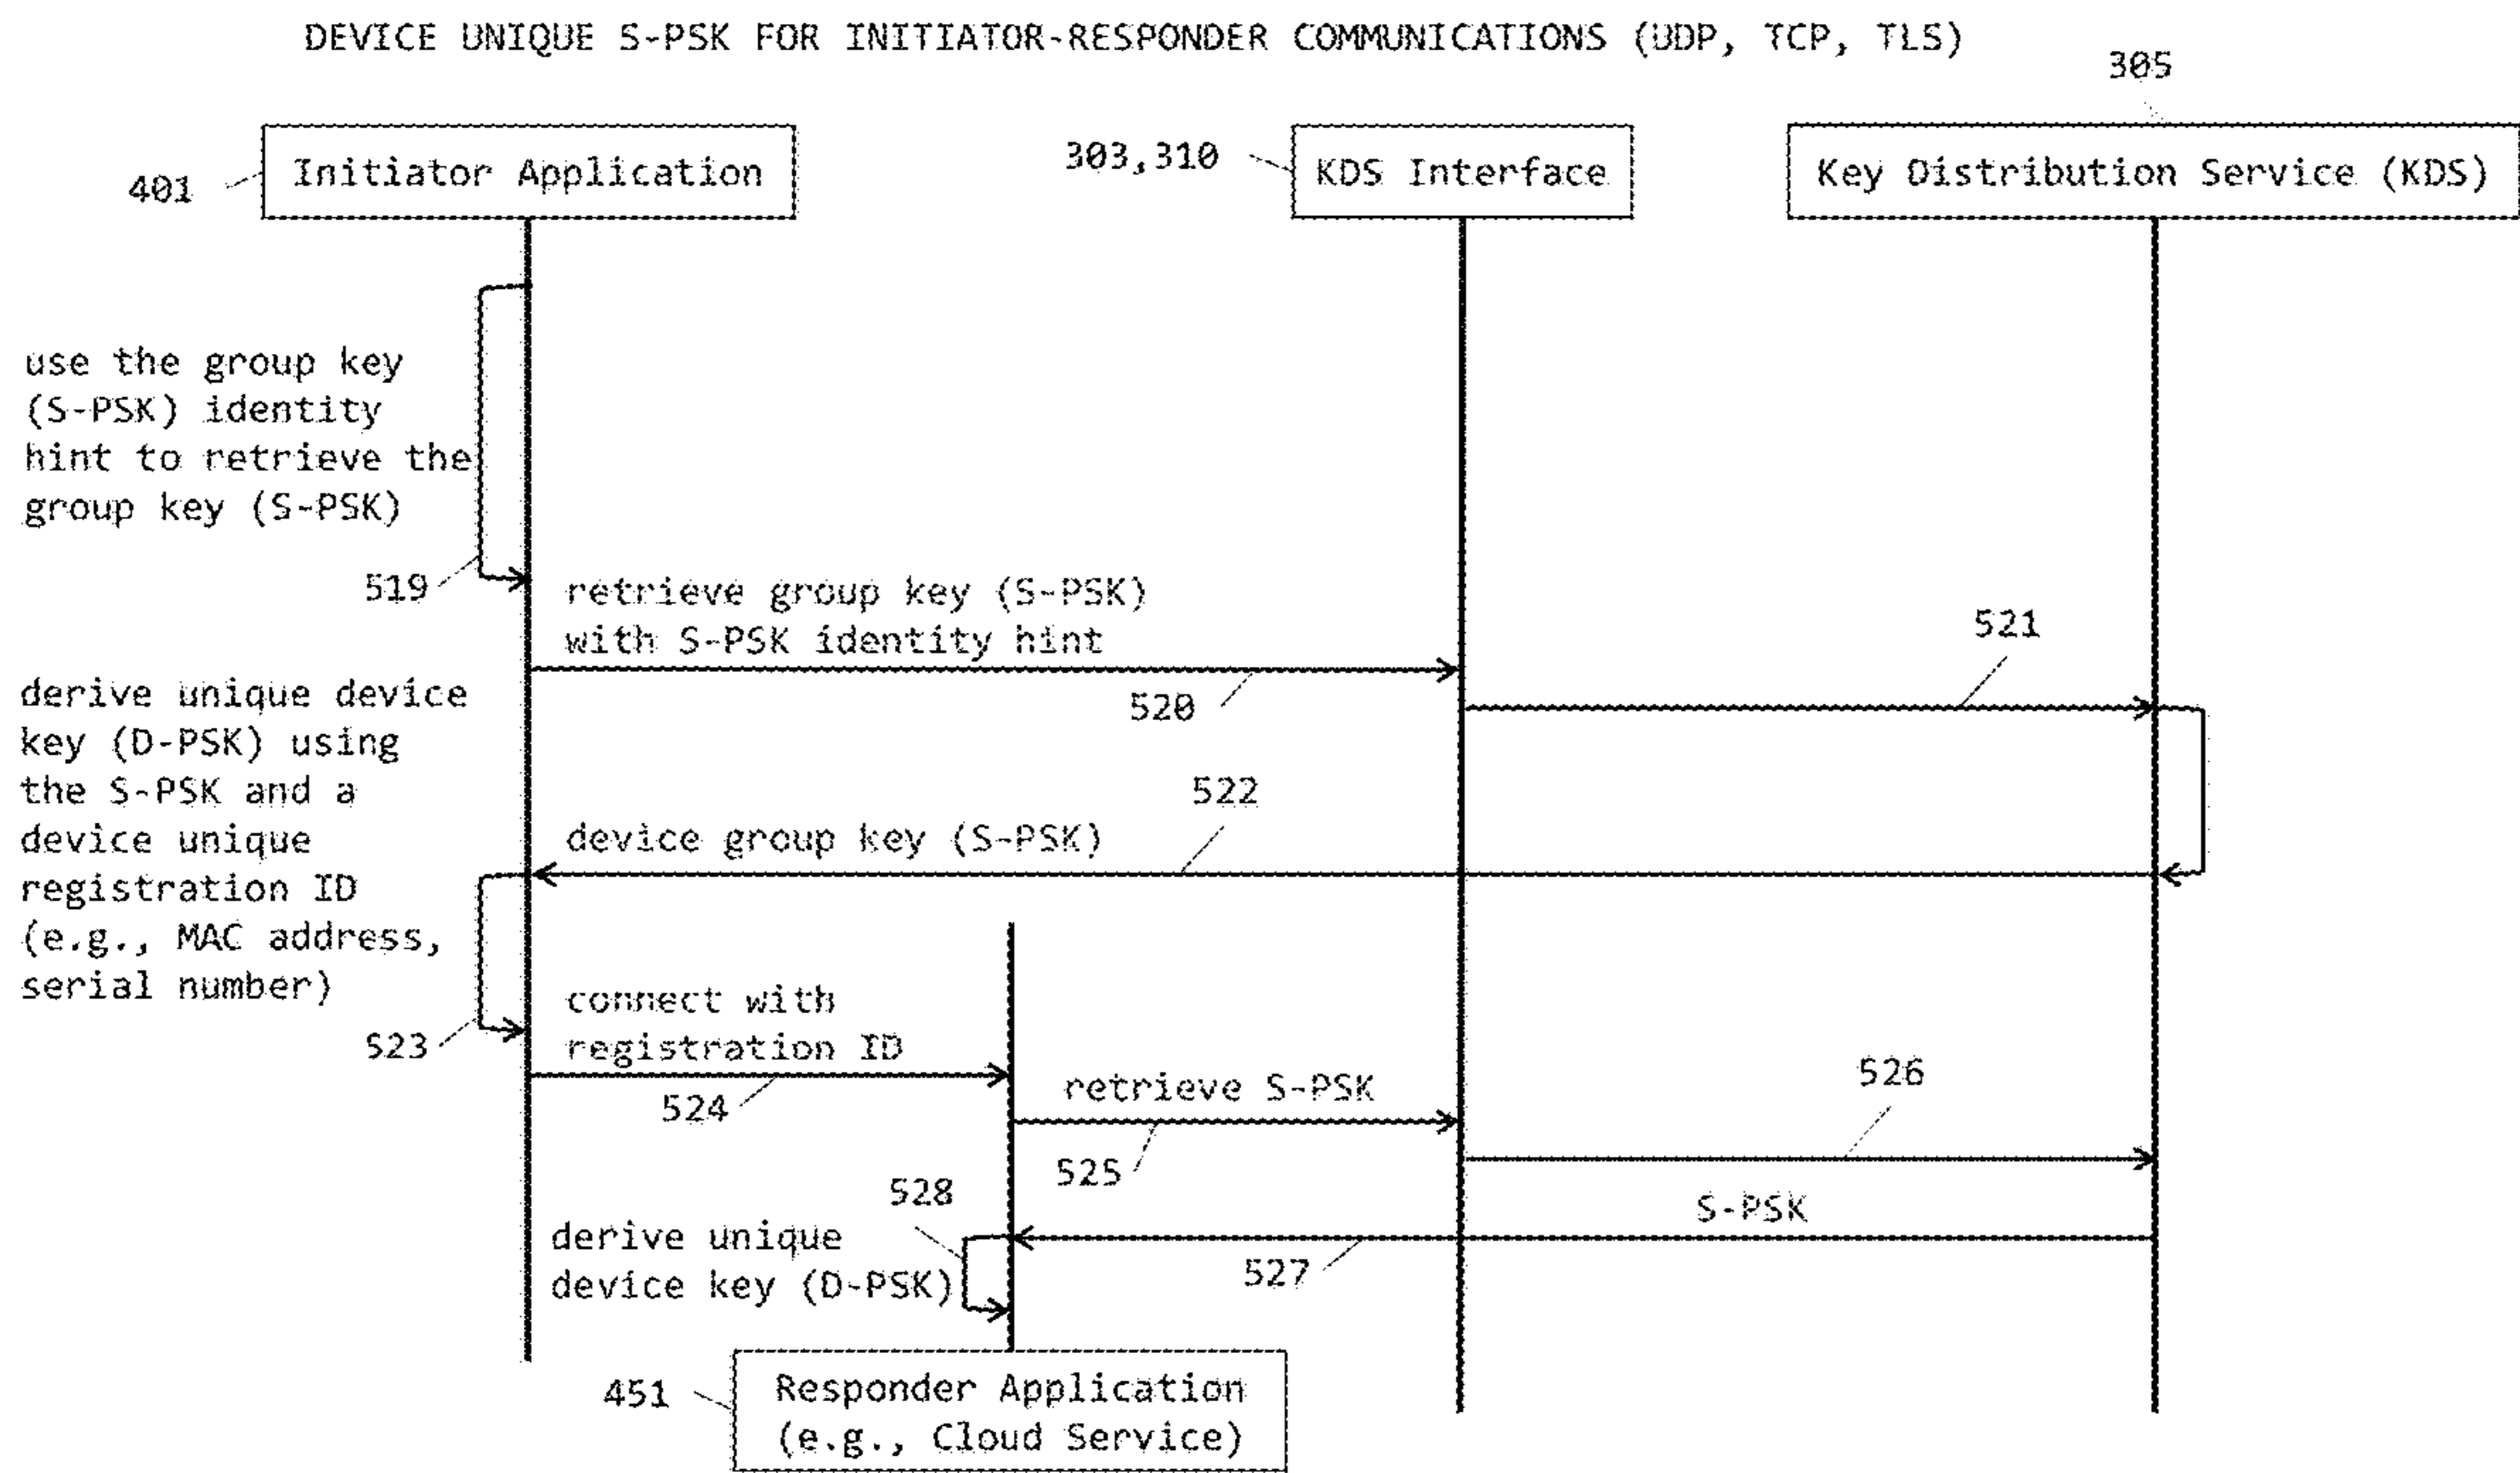 DEVICE UNIQUE S-PSK FOR INITIATOR-RESPONDER COMMUNICATIONS (UDP, TCP, TLS)
305
401
Initiator Application
303,310
KDS Interface
Key Distribution Service (KDS)
use the group key
(S-PSK) identity
hint to retrieve the
group key (S-PSK)
519
retrieve group key (S-PSK)
with S-PSK identity hint
520
521
derive unique device
key (D-PSK) using
the S-PSK and a
device unique
registration ID
(e.g., MAC address,
serial number)
522
device group key (S-PSK)
523
connect with
registration ID
524
retrieve S-PSK
525
526
S-PSK
527
528
derive unique
device key (D-PSK)
451
Responder Application
(e.g., Cloud Service)